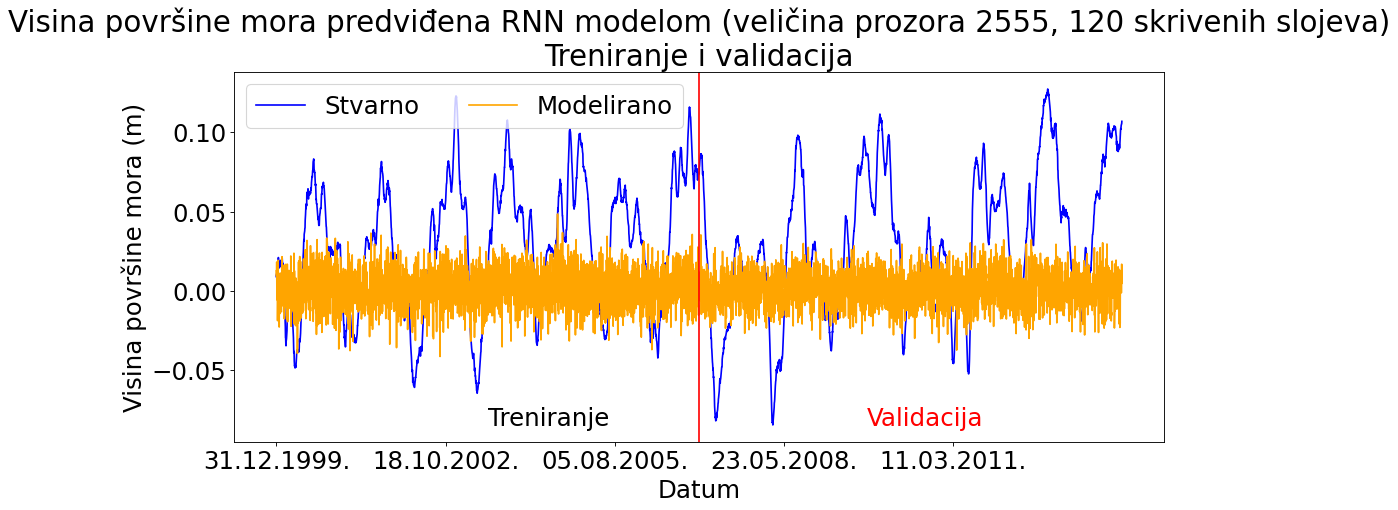 Visina površine mora predviđena RNN modelom (veličina prozora 2555, 120 skrivenih slojeva)
Treniranje i validacija
Stvarno
Modelirano
Visina površine mora (m)
0.10
0.05
0.00
−0.05
Treniranje
Validacija
31.12.1999.
18.10.2002.
05.08.2005.
23.05.2008.
11.03.2011.
Datum